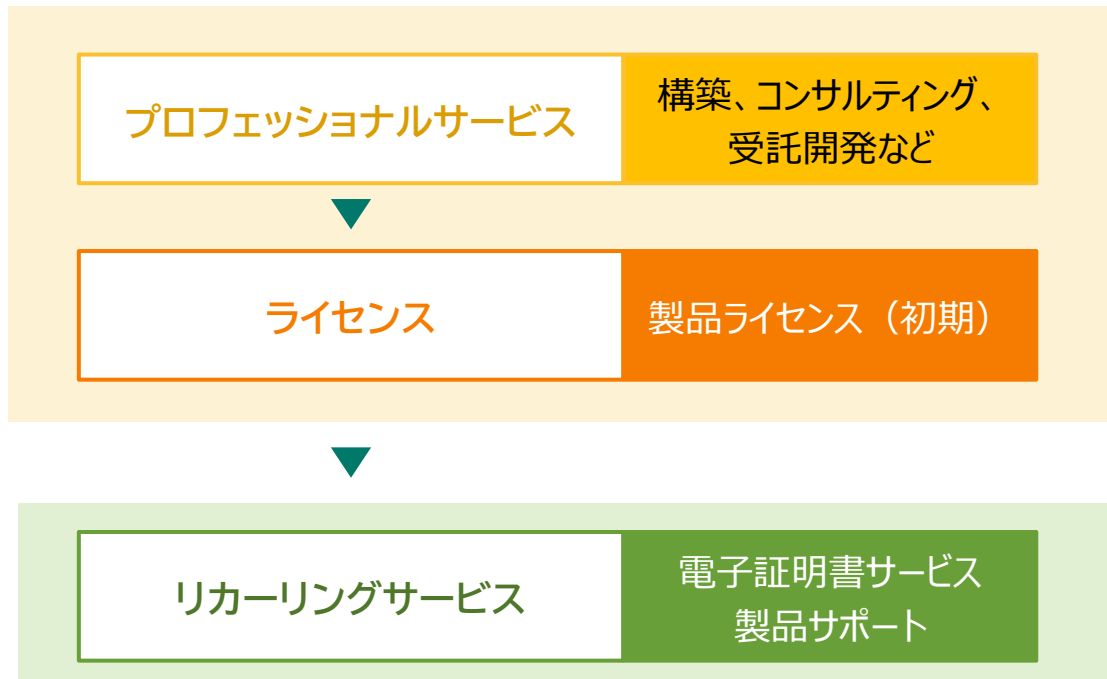 プロフェッショナルサービス
構築、コンサルティング、
受託開発など
ライセンス
製品ライセンス（初期）
リカーリングサービス
電子証明書サービス
製品サポート